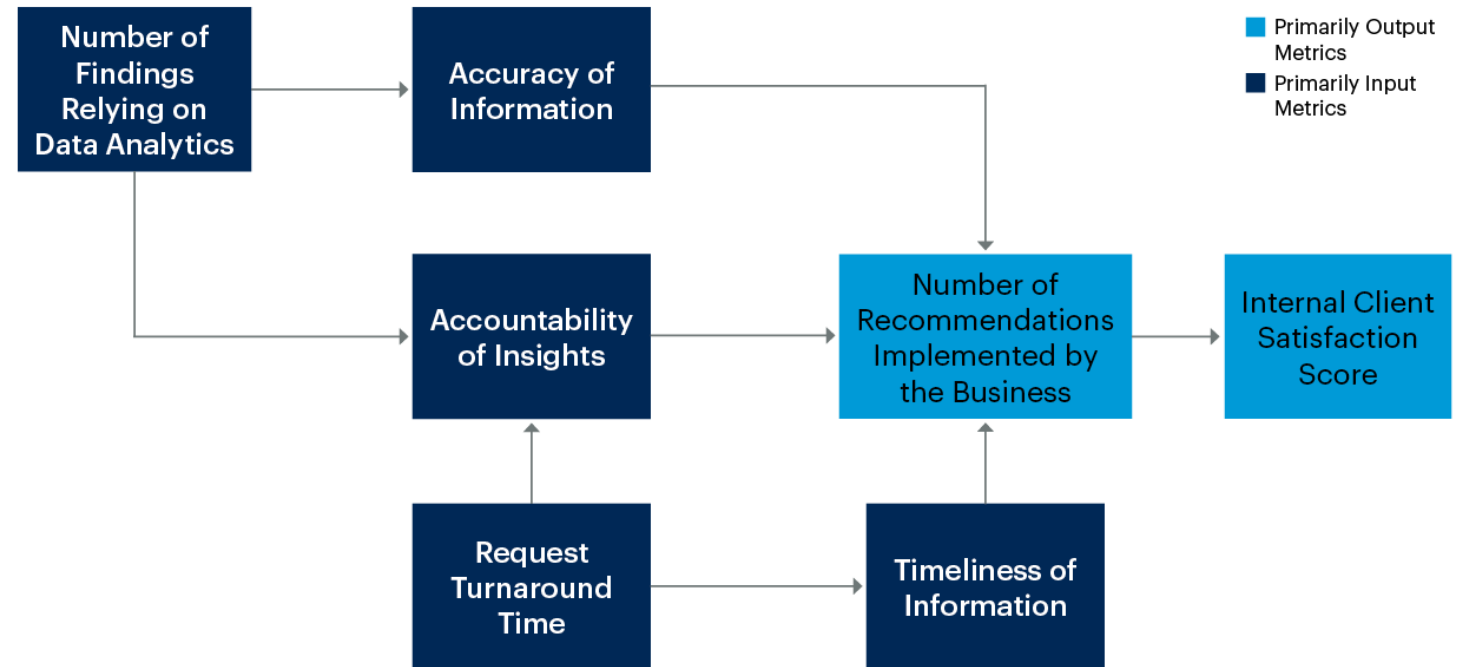 Number of
Findings
Relying on
Data Analytics
Accuracy of
Information
Primarily Output
Metrics
Primarily Input
Metrics
Accountability
of Insights
Number of
Recommendations
Implemented by
the Business
Internal Client
Satisfaction
Score
Request
Turnaround
Time
Timeliness of
Information